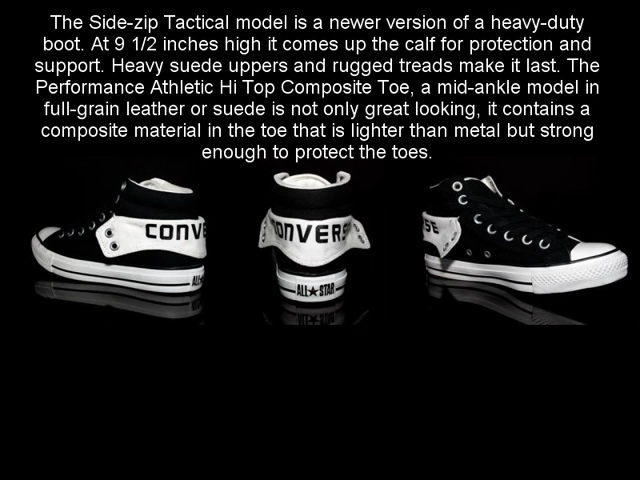 The Side-zip Tactical model is a newer version of a heavy-duty
boot. At 9 1/2 inches high it comes up the calf for protection and
support. Heavy suede uppers and rugged treads make it last. The
Performance Athletic Hi Top Composite Toe, a mid-ankle model in
full-grain leather or suede is not only great looking, it contains a
composite material in the toe that is lighter than metal but strong
enough to protect the toes.
CONVE
ONVERS
SE
ALL
ALL★STAR